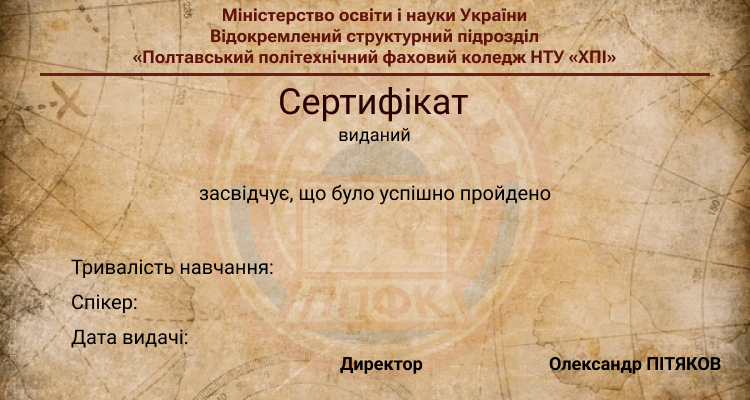 Міністерство освіти і науки України
Відокремлений структурний підрозділ
«Полтавський політехнічний фаховий коледж НТУ «ХПІ»
Сертифікат
виданий
засвідчує, що було успішно пройдено
Тривалість навчання:
ППФК
Спікер:
Дата видачі:
Директор Олександр ПІТЯКОВ